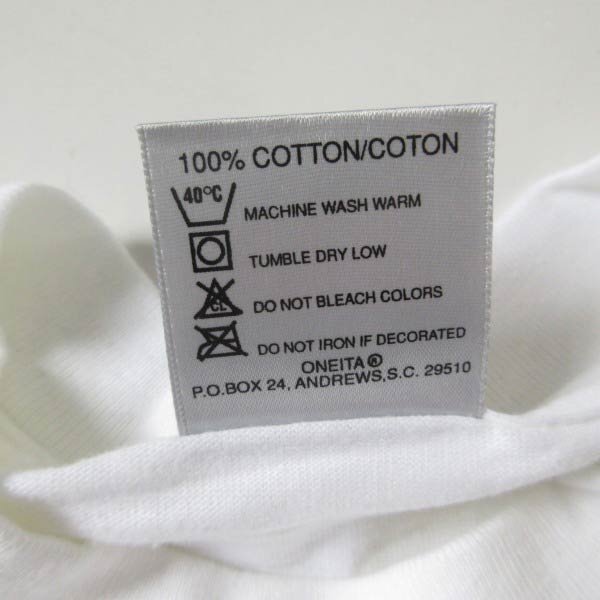 100% COTTON/COTON
40°C MACHINE WASH WARM
TUMBLE DRY LOW
CL DO NOT BLEACH COLORS
DO NOT IRON IF DECORATED
ONEITA®
P.O.BOX 24, ANDREWS,S.C. 29510